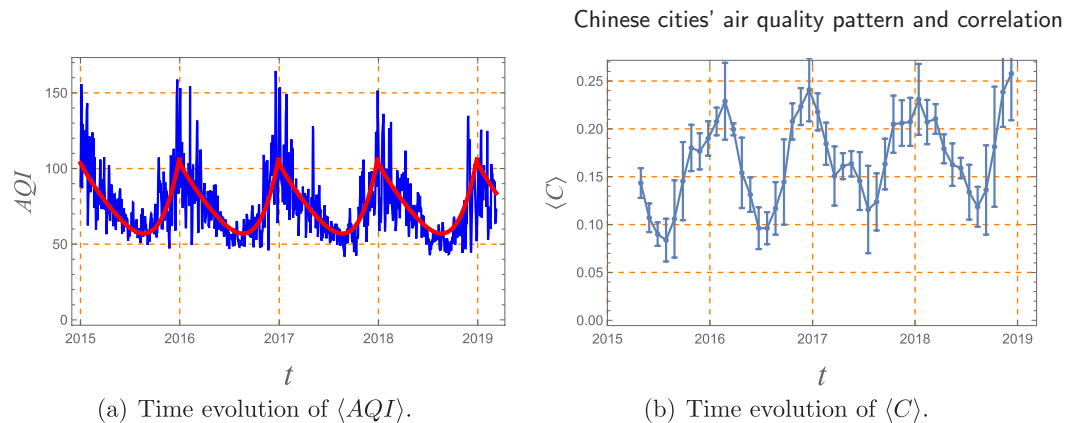 Chinese cities' air quality pattern and correlation
150
100
50
0
AQI
2015
2016
2017
2018
2019
t
(a) Time evolution of ⟨AQI⟩.
0.25
0.20
0.15
0.10
0.05
0.00
⟨C⟩
2015
2016
2017
2018
2019
t
(b) Time evolution of ⟨C⟩.